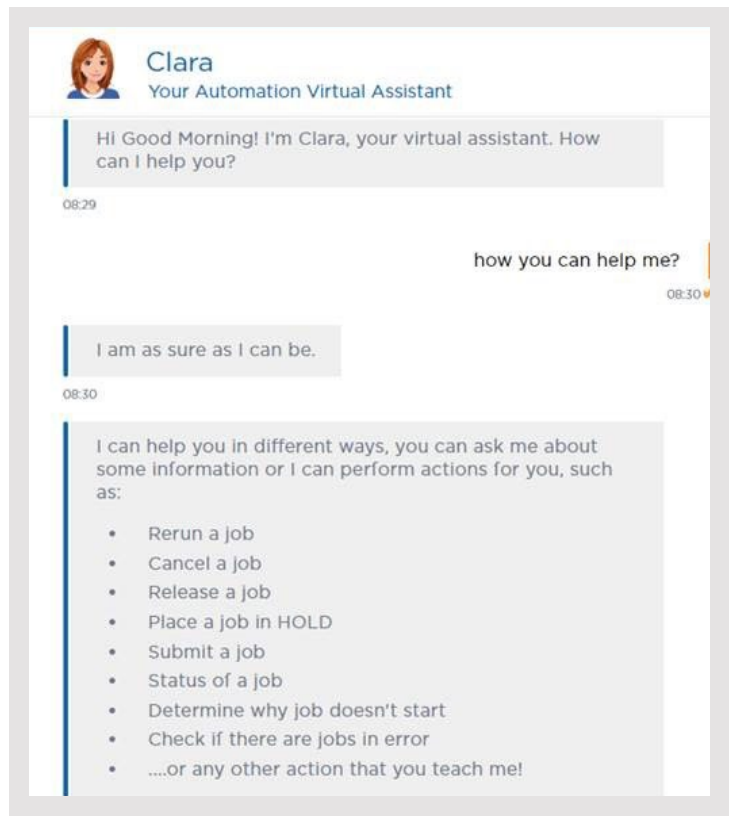 Clara
Your Automation Virtual Assistant
Hi Good Morning! I'm Clara, your virtual assistant. How
can I help you?
08:29
how you can help me?
08:30
I am as sure as I can be.
08:30
I can help you in different ways, you can ask me about
some information or I can perform actions for you, such
as:
• Rerun a job
• Cancel a job
• Release a job
• Place a job in HOLD
• Submit a job
• Status of a job
• Determine why job doesn't start
• Check if there are jobs in error
• ....or any other action that you teach me!